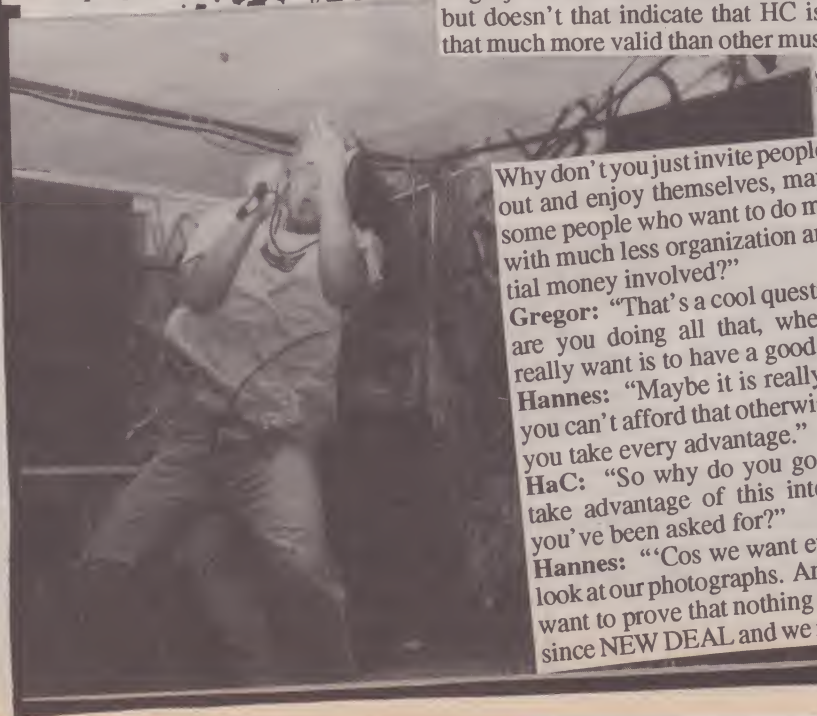 but doesn't that indicate that HC is
that much more valid than other mus
Why don't you just invite people
out and enjoy themselves, ma
some people who want to do m
with much less organization a
tial money involved?"
Gregor: "That's a cool quest
are you doing all that, whe
really want is to have a good
Hannes: "Maybe it is really
you can't afford that otherwi
you take every advantage."
HaC: "So why do you go
take advantage of this inte
you've been asked for?"
Hannes: "'Cos we want e
look at our photographs. An
want to prove that nothing
since NEW DEAL and we